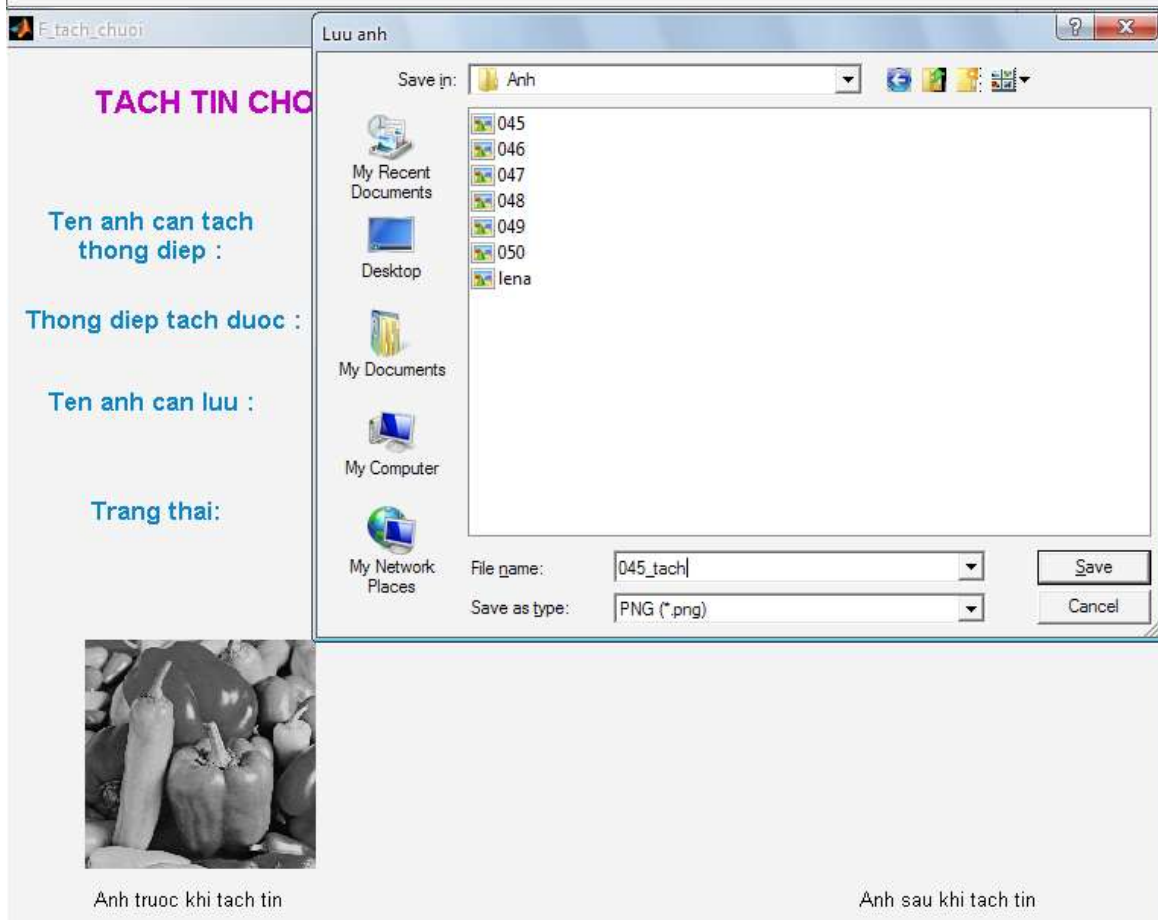 F_tach_chuoi
Luu anh
Save in:
Anh
TACH TIN CHO
045
046
047
048
049
050
lena
My Recent
Documents
Desktop
My Documents
My Computer
My Network
Places
Ten anh can tach
thong diep :
Thong diep tach duoc :
Ten anh can luu :
Trang thai:
File name:
045_tach
Save
Save as type:
PNG (*.png)
Cancel
Anh truoc khi tach tin
Anh sau khi tach tin